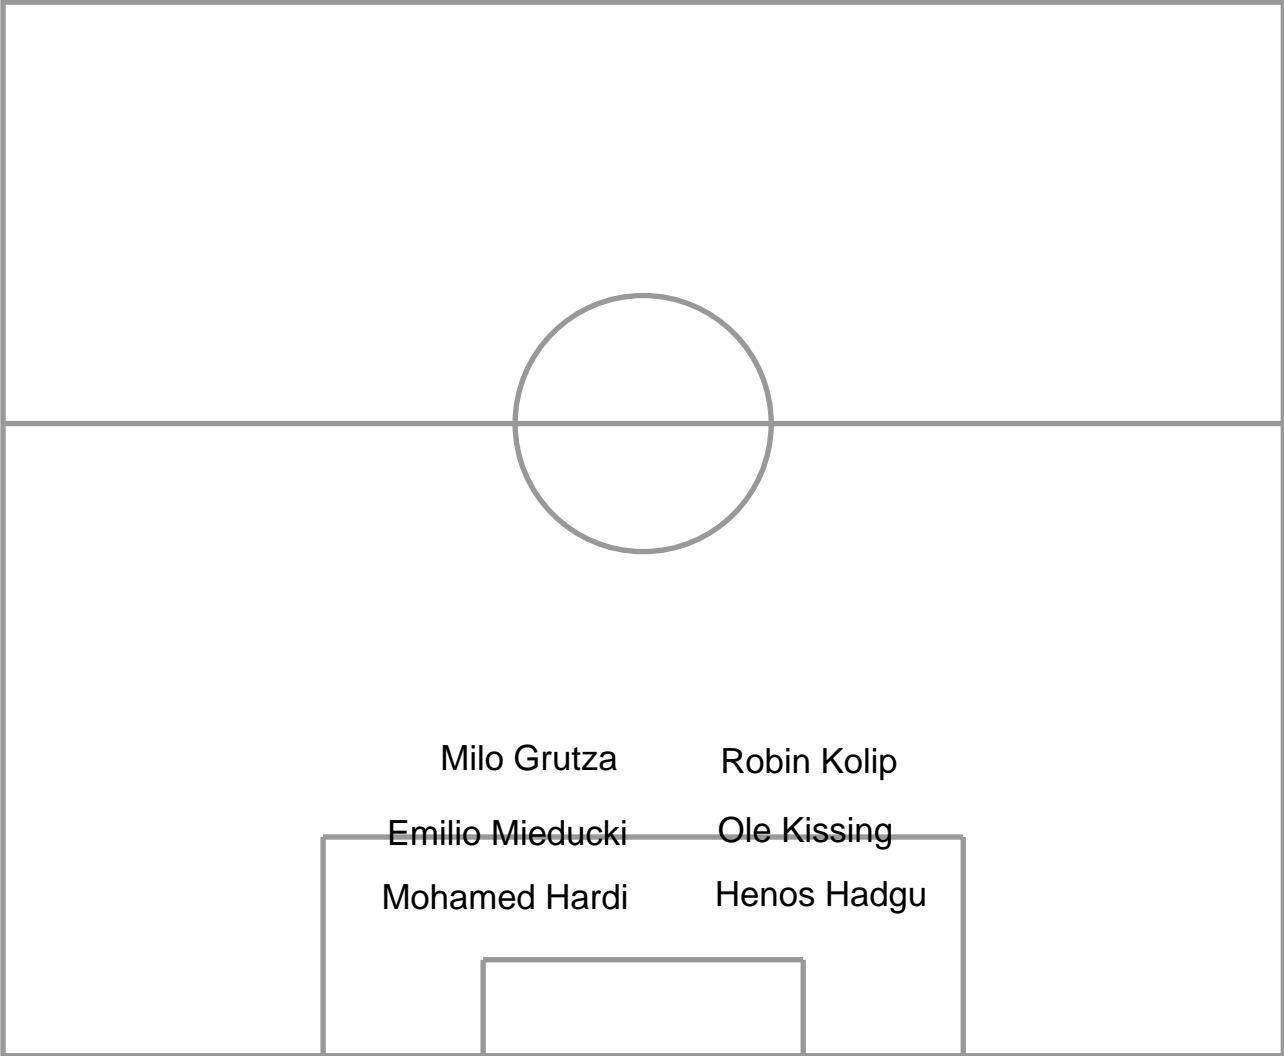 Milo Grutza
Robin Kolip
Emilio Mieducki
Ole Kissing
Mohamed Hardi
Henos Hadgu